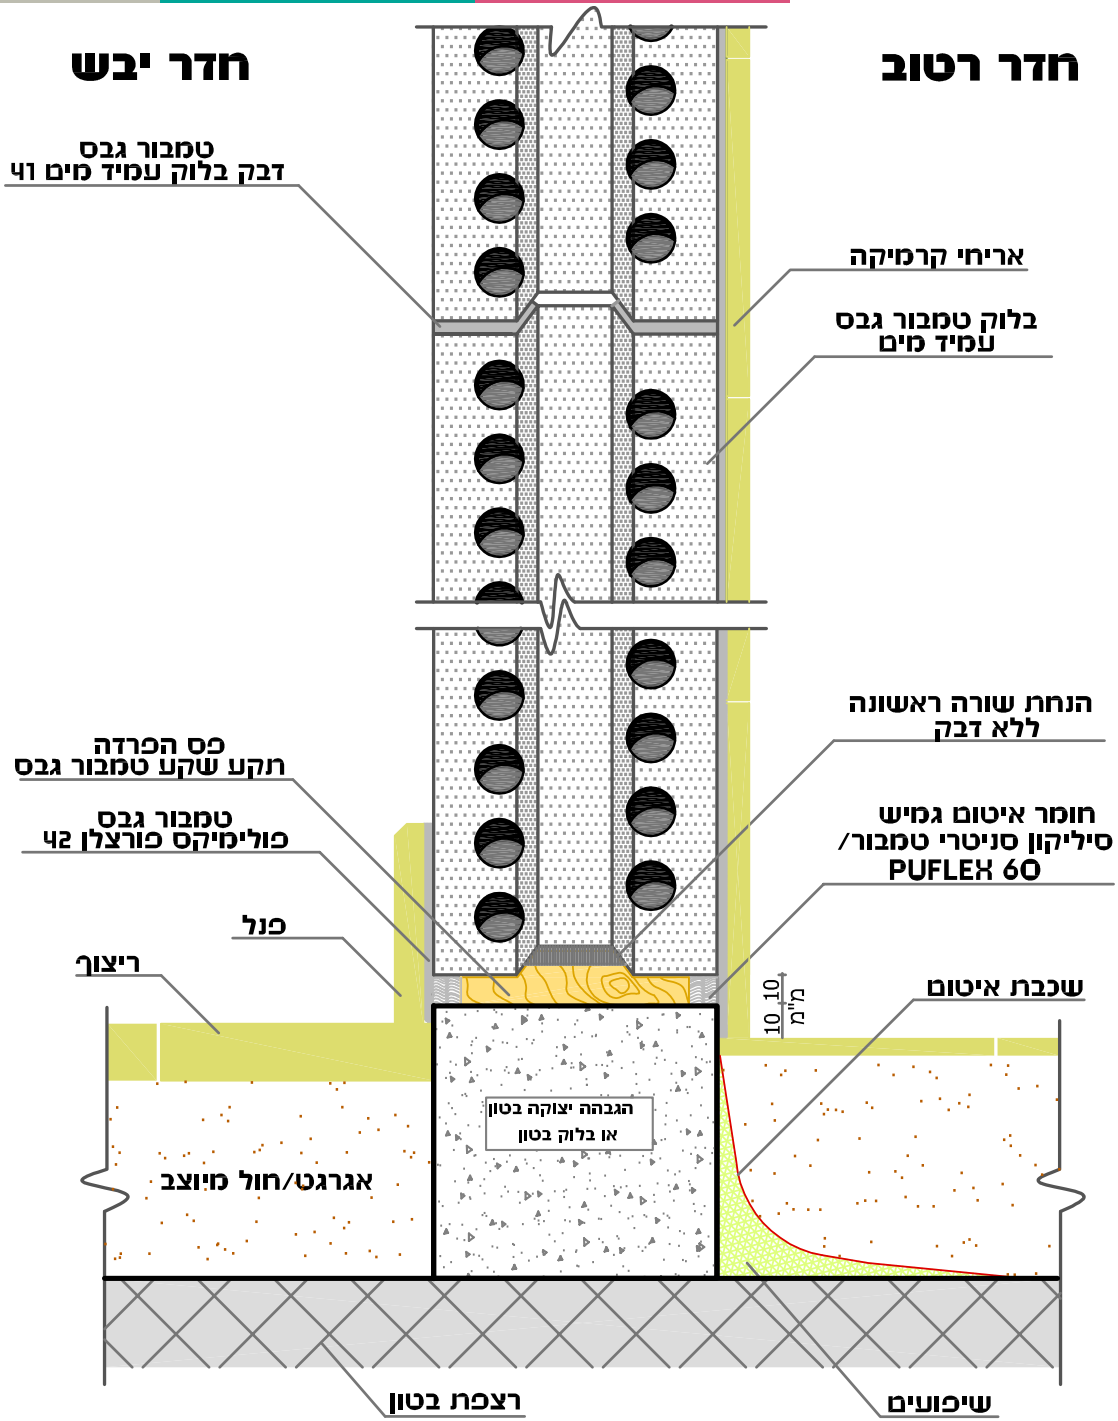 חדר רטוב
חדר יבש
טמבור גבס
דבק בלוק עמיד מים 41
אריחי קרמיקה
בלוק טמבור גבס
עמיד מים
הנחת שורה ראשונה
ללא דבק
פס הפרדה
תקע שקע טמבור גבס
חומר איטום גמיש
סיליקון סניטרי טמבור/
PUFLEX 60
טמבור גבס
פולימיקס פורצלן 42
פנל
ריצוף
שכבת איטום
10 10
מ"מ
הגבהה יצוקה בטון
או בלוק בטון
אגרגט/חול מיוצב
רצפת בטון
שיפועים